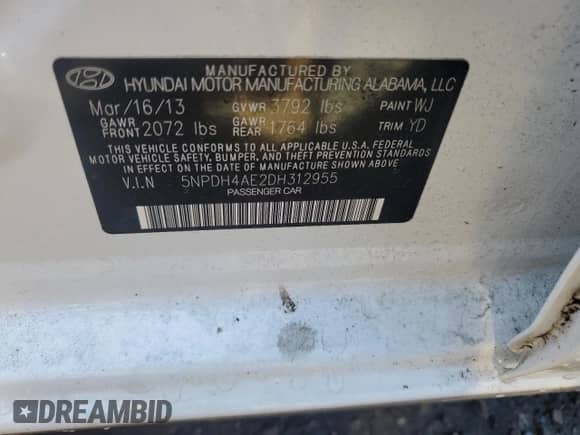 MANUFACTURED BY
HYUNDAI MOTOR MANUFACTURING ALABAMA, LLC
Mar/16/13 GVWR 3792 lbs PAINT WJ
GAWR FRONT 2072 lbs GAWR REAR 1764 lbs TRIM YD
THIS VEHICLE CONFORMS TO ALL APPLICABLE U.S.A. FEDERAL
MOTOR VEHICLE SAFETY, BUMPER, AND THEFT PREVENTION STANDARDS
IN EFFECT ON THE DATE OF MANUFACTURE SHOWN ABOVE.
V.I.N 5NPDH4AE2DH312955
PASSENGER CAR
DREAMBID